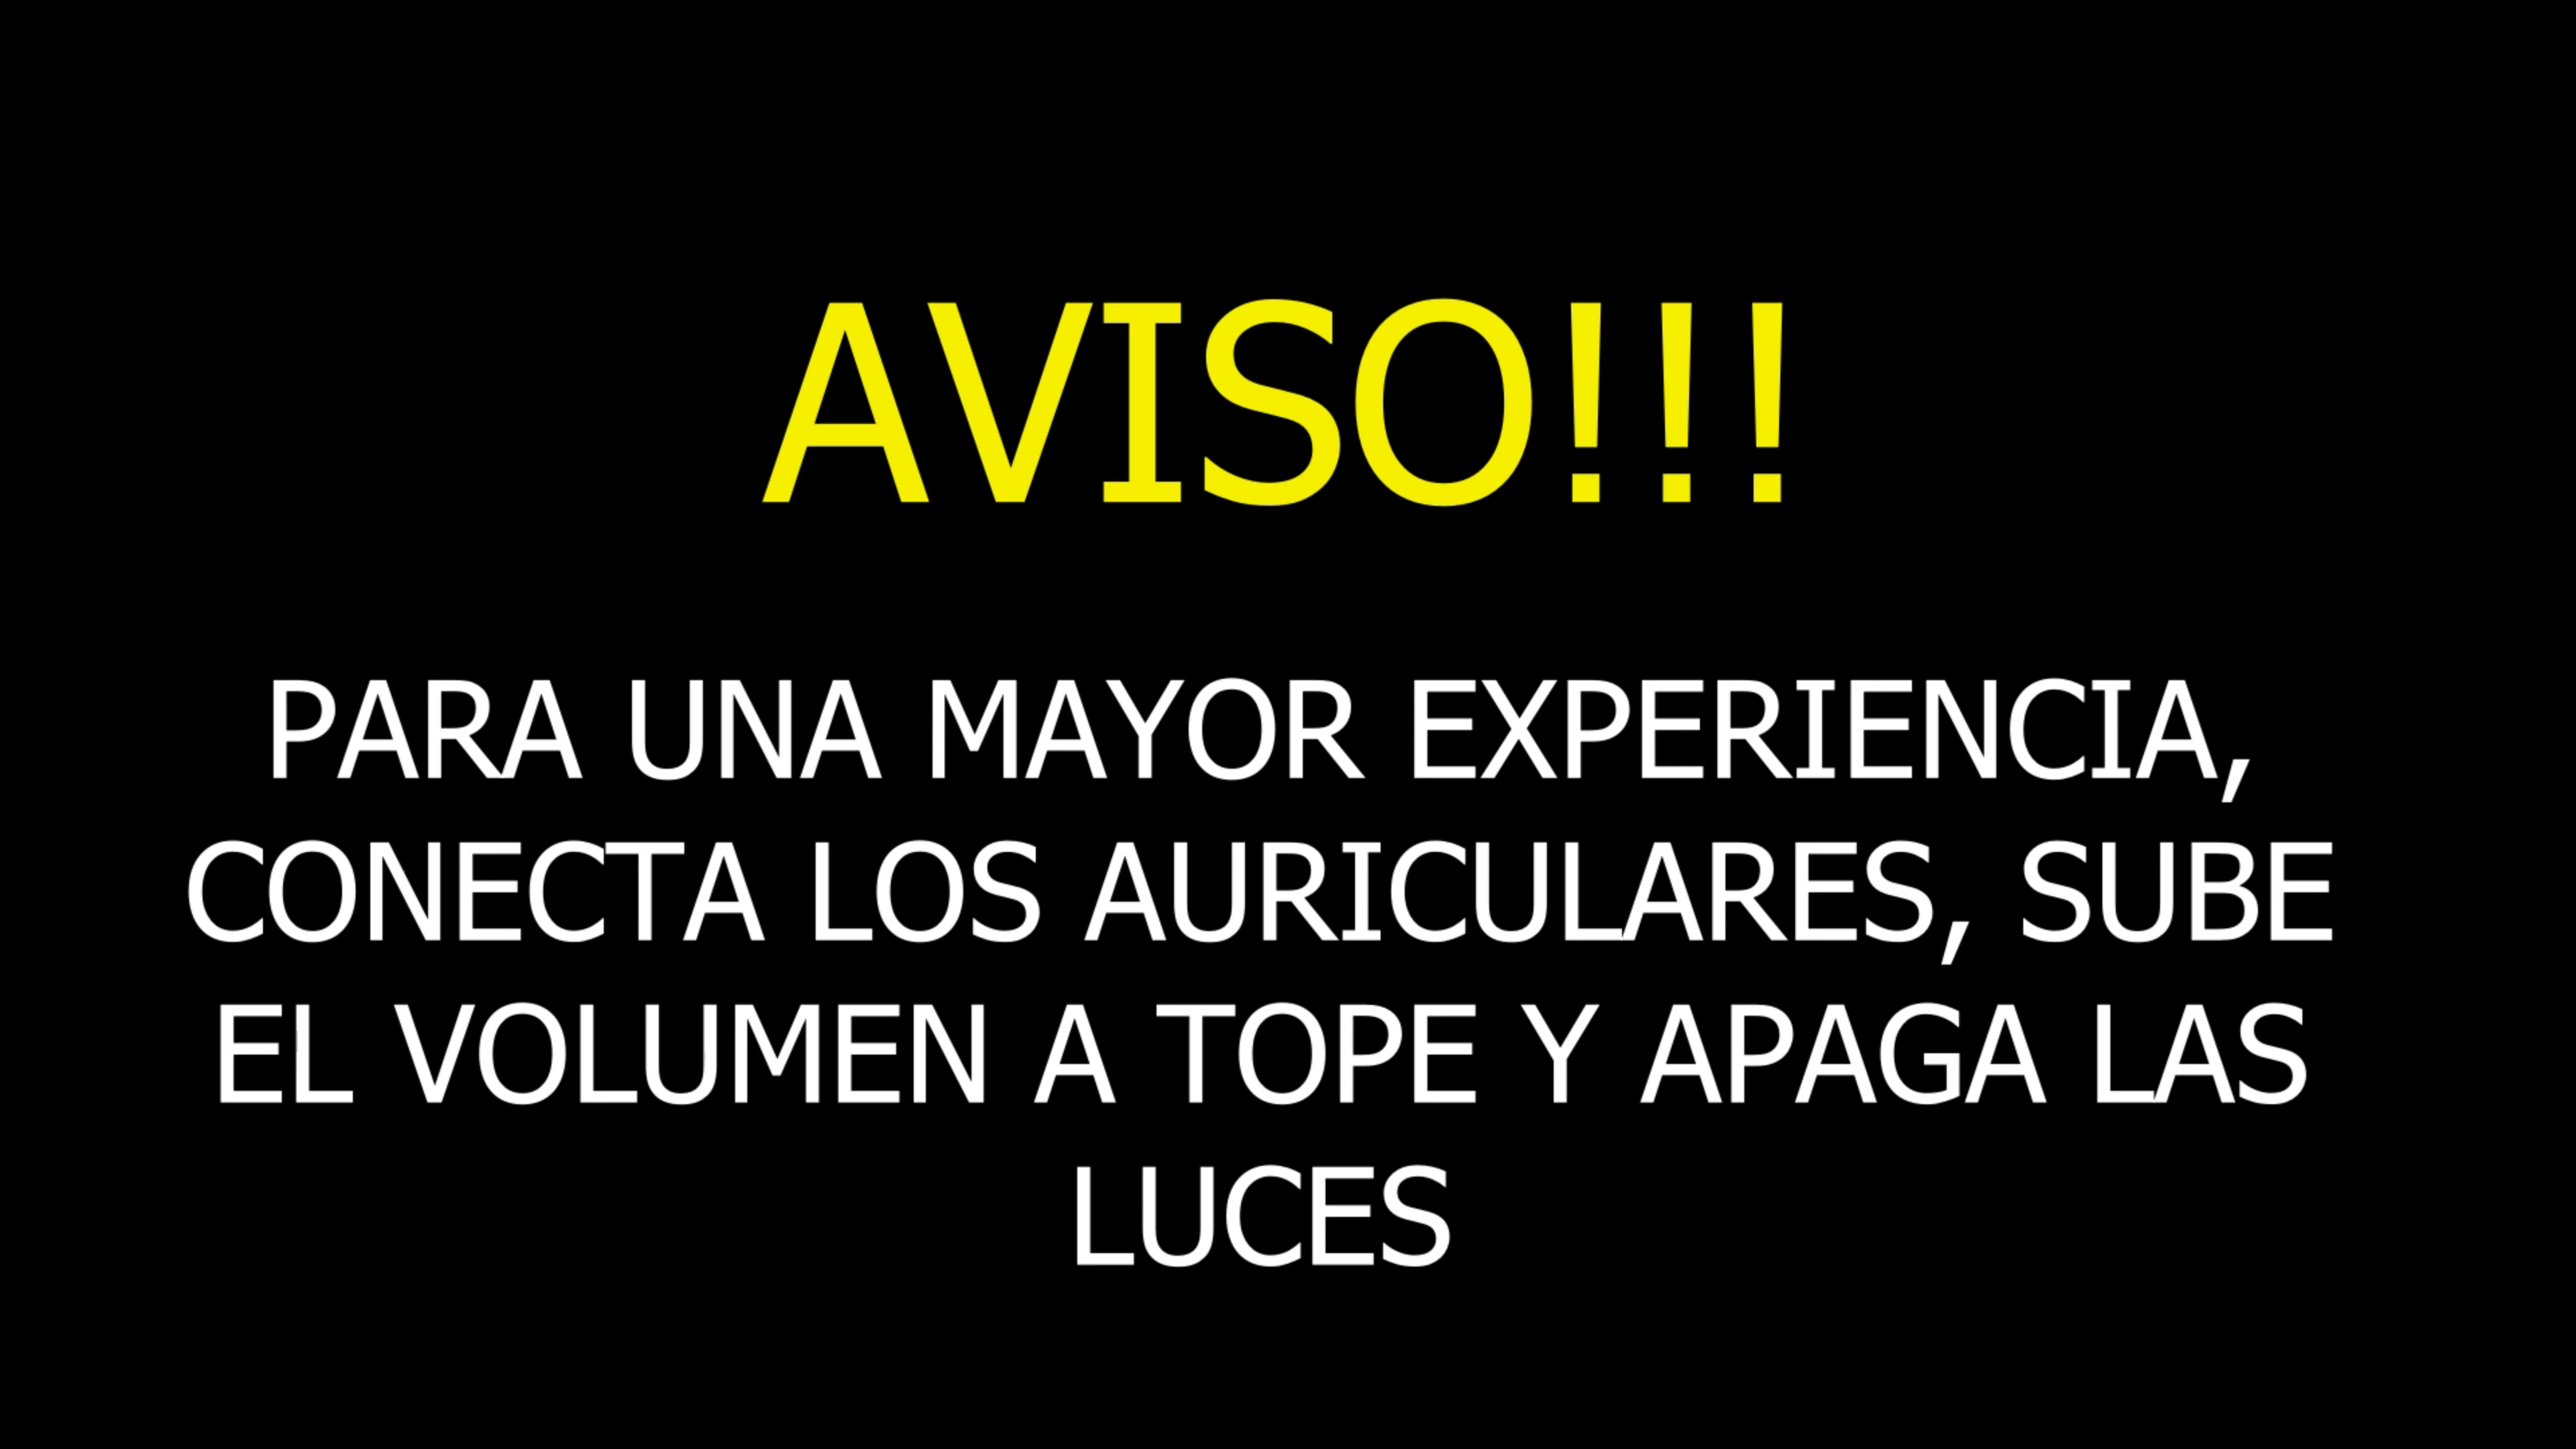 AVISO!!!
PARA UNA MAYOR EXPERIENCIA,
CONECTA LOS AURICULARES, SUBE
EL VOLUMEN A TOPE Y APAGA LAS
LUCES